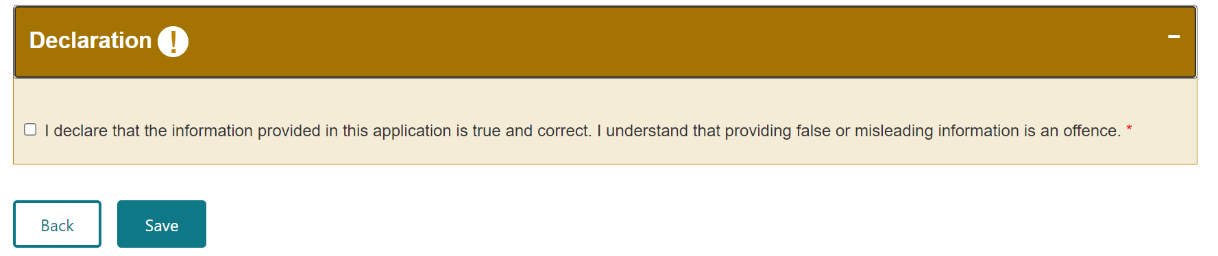 Declaration !
I declare that the information provided in this application is true and correct. I understand that providing false or misleading information is an offence. *
Back
Save